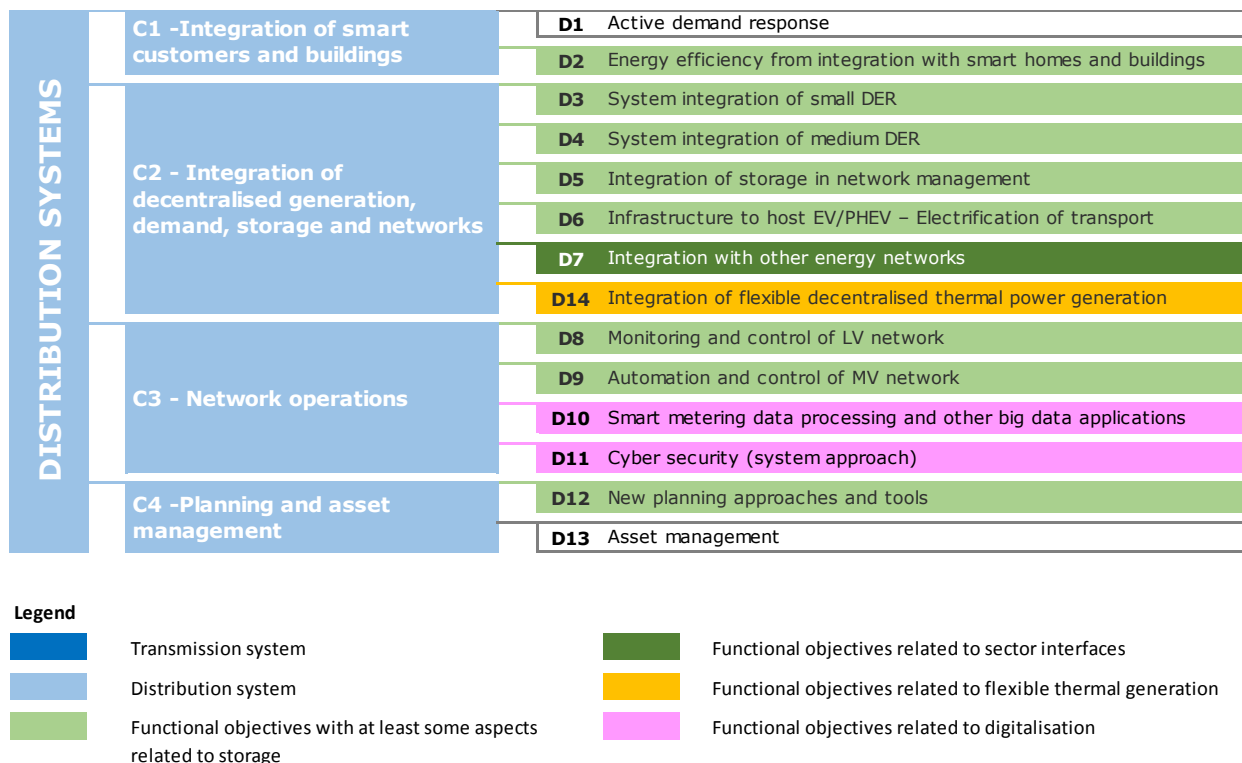 DISTRIBUTION SYSTEMS
C1 -Integration of smart
customers and buildings
D1 Active demand response
D2 Energy efficiency from integration with smart homes and buildings
C2 - Integration of
decentralised generation,
demand, storage and networks
D3 System integration of small DER
D4 System integration of medium DER
D5 Integration of storage in network management
D6 Infrastructure to host EV/PHEV – Electrification of transport
D7 Integration with other energy networks
D14 Integration of flexible decentralised thermal power generation
C3 - Network operations
D8 Monitoring and control of LV network
D9 Automation and control of MV network
D10 Smart metering data processing and other big data applications
D11 Cyber security (system approach)
C4 -Planning and asset
management
D12 New planning approaches and tools
D13 Asset management
Legend
Transmission system
Distribution system
Functional objectives with at least some aspects
related to storage
Functional objectives related to sector interfaces
Functional objectives related to flexible thermal generation
Functional objectives related to digitalisation